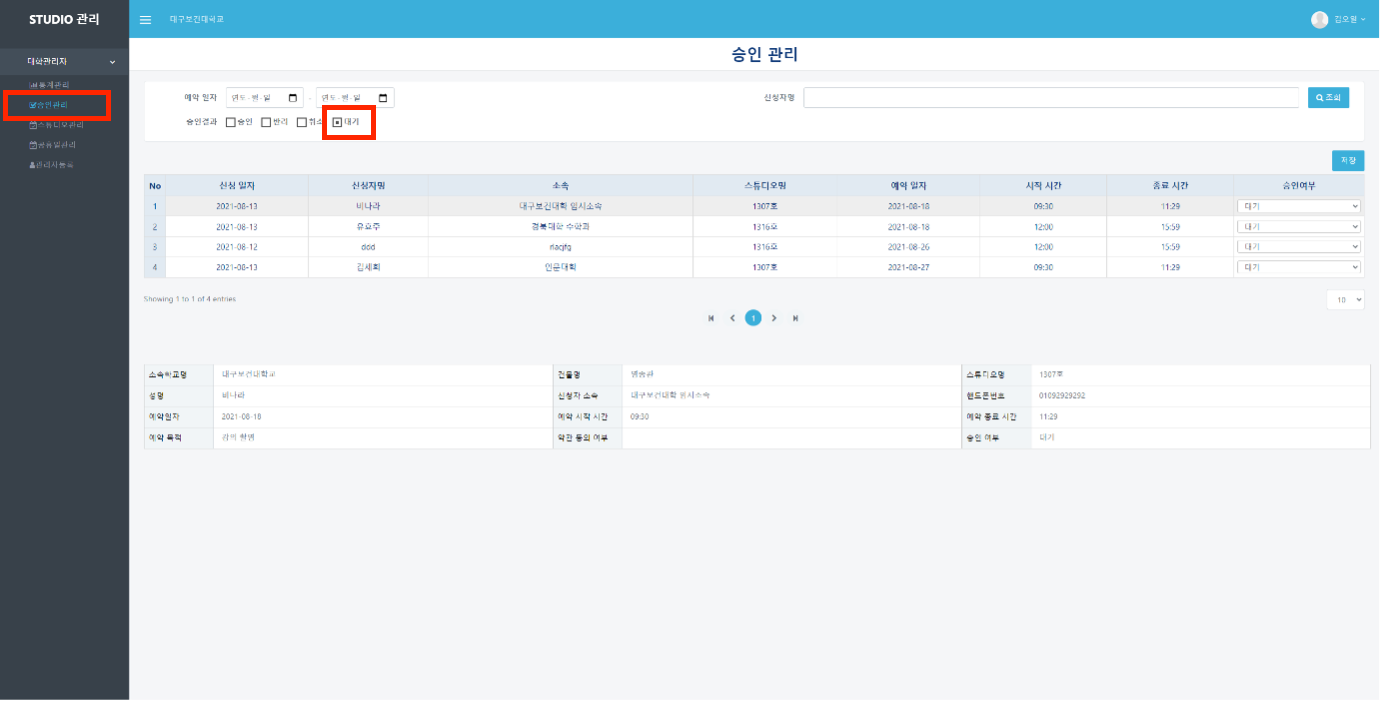 STUDIO 관리
대구보건대학교
김오일
대학관리자
통계관리
승인관리
스튜디오관리
공휴일관리
관리자등록
승인 관리
예약 일자 연도-월-일 - 연도-월-일 신청자명 조회
승인결과 승인 반려 취소 대기
저장
No 신청 일자 신청자명 소속 스튜디오명 예약 일자 시작 시간 종료 시간 승인여부
1 2021-08-13 비나라 대구보건대학 임시소속 1307호 2021-08-18 09:30 11:29 대기
2 2021-08-13 유효주 경북대학 수학과 1316호 2021-08-18 12:00 15:59 대기
3 2021-08-12 ddd 1316호 2021-08-26 12:00 15:59 대기
4 2021-08-13 김세희 인문대학 1307호 2021-08-27 09:30 11:29 대기
Showing 1 to 1 of 4 entries
10
1
소속학교명 대구보건대학교 건물명 스튜디오명 1307호
성명 비나라 신청자 소속 대구보건대학 임시소속 핸드폰번호 01092929292
예약일자 2021-08-18 예약 시작 시간 09:30 예약 종료 시간 11:29
예약 목적 강의 촬영 약관 동의 여부 승인 여부 대기